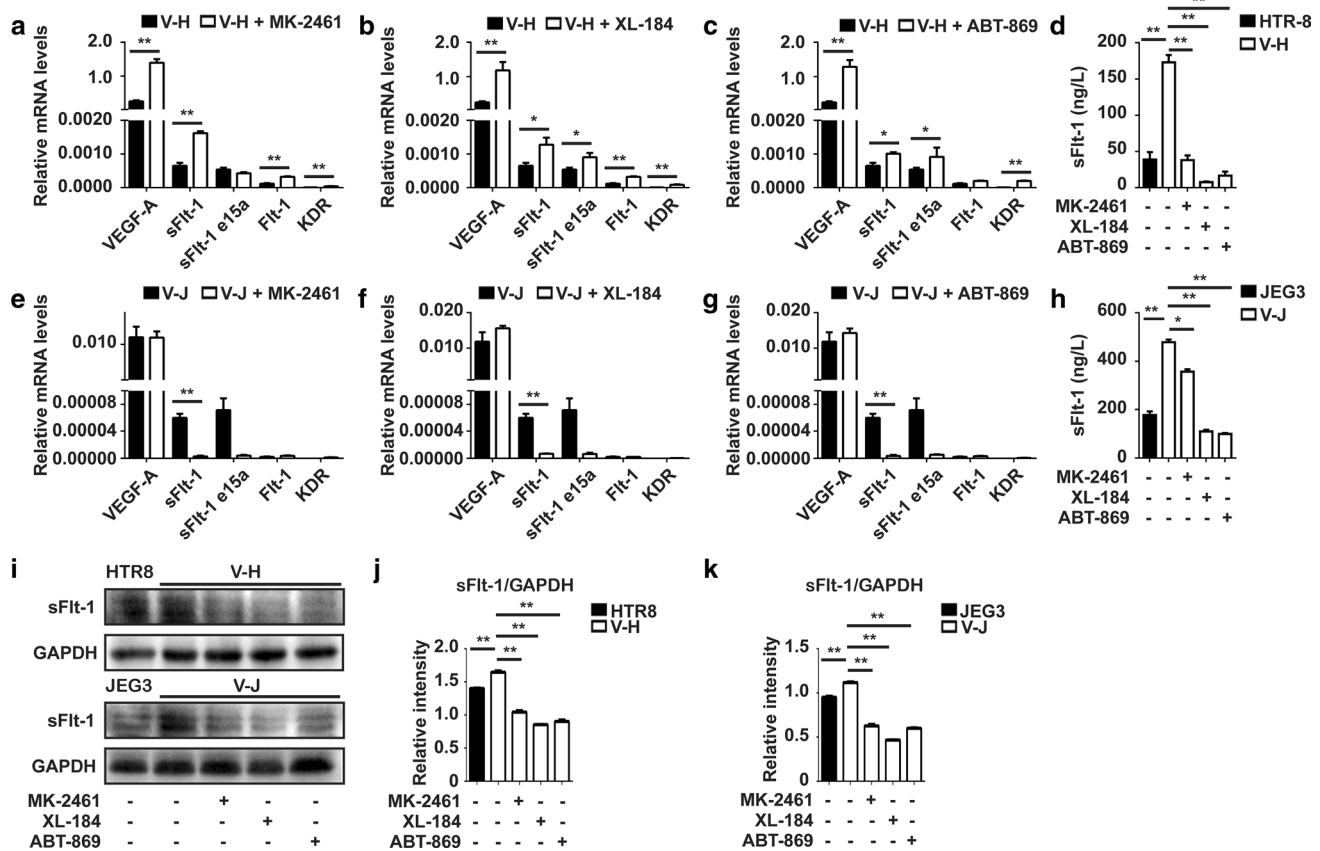 a
V-H V-H + MK-2461
Relative mRNA levels
2.0
1.0
0.0020
0.0010
0.0000
**
**
**
**
VEGF-A
sFlt-1
sFlt-1 e15a
Flt-1
KDR
b
V-H V-H + XL-184
Relative mRNA levels
2.0
1.0
0.0020
0.0010
0.0000
**
*
*
**
**
VEGF-A
sFlt-1
sFlt-1 e15a
Flt-1
KDR
c
V-H V-H + ABT-869
Relative mRNA levels
2.0
1.0
0.0020
0.0010
0.0000
**
*
*
**
VEGF-A
sFlt-1
sFlt-1 e15a
Flt-1
KDR
d
HTR-8
V-H
sFlt-1 (ng/L)
200
150
100
50
0
**
**
**
MK-2461 - - + - -
XL-184 - - - + -
ABT-869 - - - - +
e
V-J V-J + MK-2461
Relative mRNA levels
0.010
0.00008
0.00004
0.00000
**
VEGF-A
sFlt-1
sFlt-1 e15a
Flt-1
KDR
f
V-J V-J + XL-184
Relative mRNA levels
0.020
0.010
0.00008
0.00004
0.00000
**
VEGF-A
sFlt-1
sFlt-1 e15a
Flt-1
KDR
g
V-J V-J + ABT-869
Relative mRNA levels
0.020
0.010
0.00008
0.00004
0.00000
**
VEGF-A
sFlt-1
sFlt-1 e15a
Flt-1
KDR
h
JEG3
V-J
sFlt-1 (ng/L)
600
400
200
0
**
**
**
*
MK-2461 - - + - -
XL-184 - - - + -
ABT-869 - - - - +
i
HTR8 V-H
sFlt-1
GAPDH
JEG3 V-J
sFlt-1
GAPDH
MK-2461 - - + - -
XL-184 - - - + -
ABT-869 - - - - +
j
sFlt-1/GAPDH
HTR8
V-H
Relative intensity
2.0
1.5
1.0
0.5
0
**
**
**
**
MK-2461 - - + - -
XL-184 - - - + -
ABT-869 - - - - +
k
sFlt-1/GAPDH
JEG3
V-J
Relative intensity
1.5
1.0
0.5
0
**
**
**
**
MK-2461 - - + - -
XL-184 - - - + -
ABT-869 - - - - +